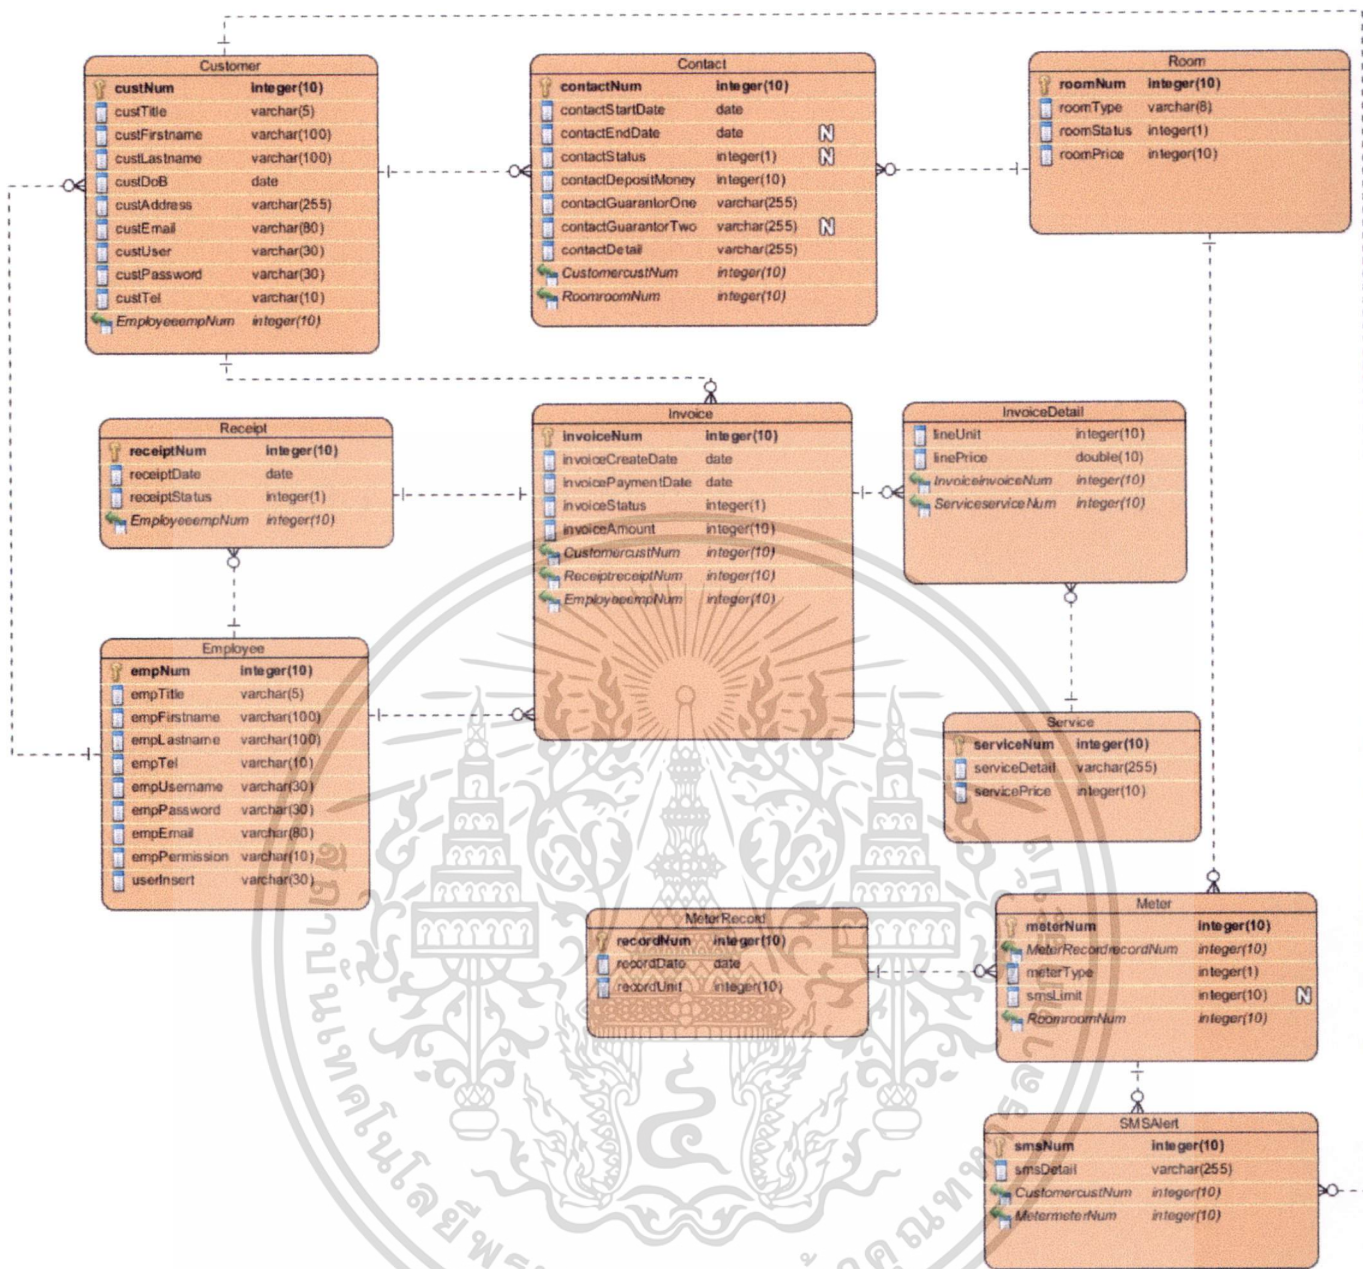 Customer
custNum integer(10)
custTitle varchar(5)
custFirstname varchar(100)
custLastname varchar(100)
custDoB date
custAddress varchar(255)
custEmail varchar(80)
custUser varchar(30)
custPassword varchar(30)
custTel varchar(10)
EmployeeempNum integer(10)
Contact
contactNum integer(10)
contactStartDate date
contactEndDate date N
contactStatus integer(1) N
contactDepositMoney integer(10)
contactGuarantorOne varchar(255)
contactGuarantorTwo varchar(255) N
contactDetail varchar(255)
CustomercustNum integer(10)
RoomroomNum integer(10)
Room
roomNum integer(10)
roomType varchar(8)
roomStatus integer(1)
roomPrice integer(10)
Receipt
receiptNum integer(10)
receiptDate date
receiptStatus integer(1)
EmployeeempNum integer(10)
Invoice
invoiceNum integer(10)
invoiceCreateDate date
invoicePaymentDate date
invoiceStatus integer(1)
invoiceAmount integer(10)
CustomercustNum integer(10)
ReceiptreceiptNum integer(10)
EmployeeempNum integer(10)
InvoiceDetail
lineUnit integer(10)
linePrice double(10)
InvoiceinvoiceNum integer(10)
ServiceserviceNum integer(10)
Employee
empNum integer(10)
empTitle varchar(5)
empFirstname varchar(100)
empLastname varchar(100)
empTel varchar(10)
empUsername varchar(30)
empPassword varchar(30)
empEmail varchar(80)
empPermission varchar(10)
userInsert varchar(30)
Service
serviceNum integer(10)
serviceDetail varchar(255)
servicePrice integer(10)
MeterRecord
recordNum integer(10)
recordDate date
recordUnit integer(10)
Meter
meterNum integer(10)
MeterRecordrecordNum integer(10)
meterType integer(1)
smsLimit integer(10) N
RoomroomNum integer(10)
SMSAlert
smsNum integer(10)
smsDetail varchar(255)
CustomercustNum integer(10)
MetermeterNum integer(10)